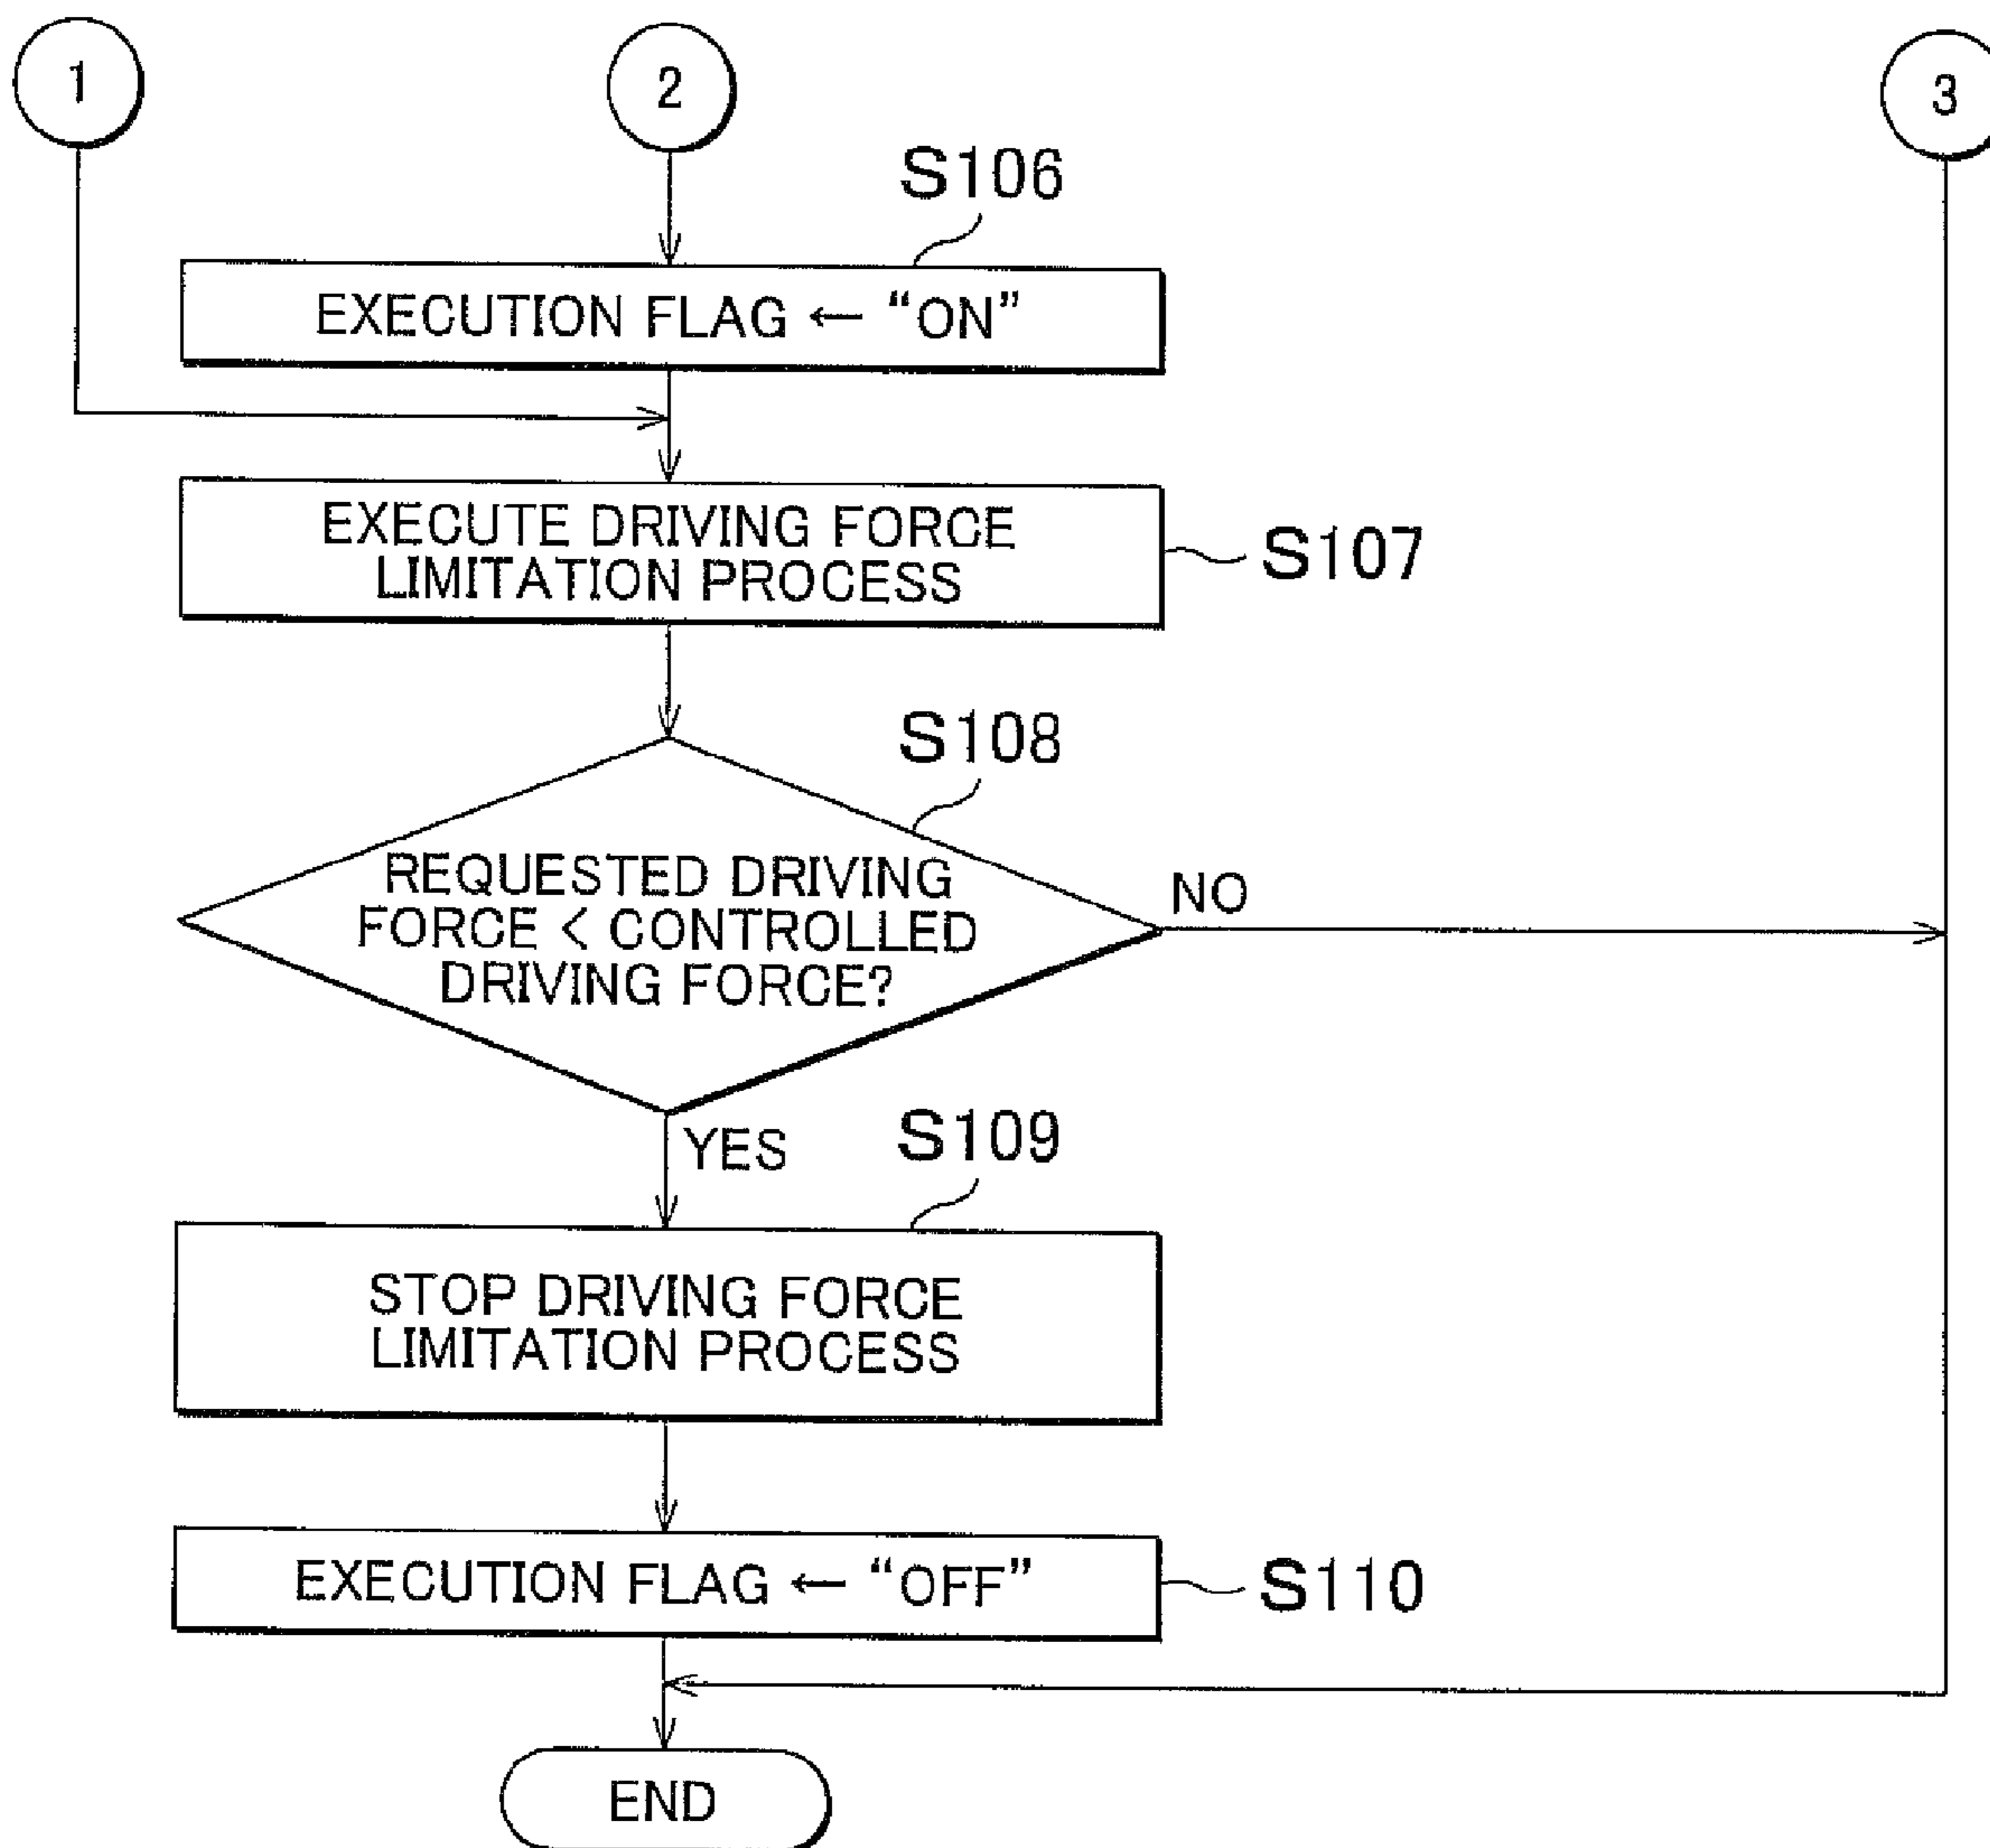 1
2
3
S106
EXECUTION FLAG ← “ON”
EXECUTE DRIVING FORCE
LIMITATION PROCESS
S107
S108
REQUESTED DRIVING
FORCE < CONTROLLED
DRIVING FORCE?
NO
YES
S109
STOP DRIVING FORCE
LIMITATION PROCESS
EXECUTION FLAG ← “OFF”
S110
END